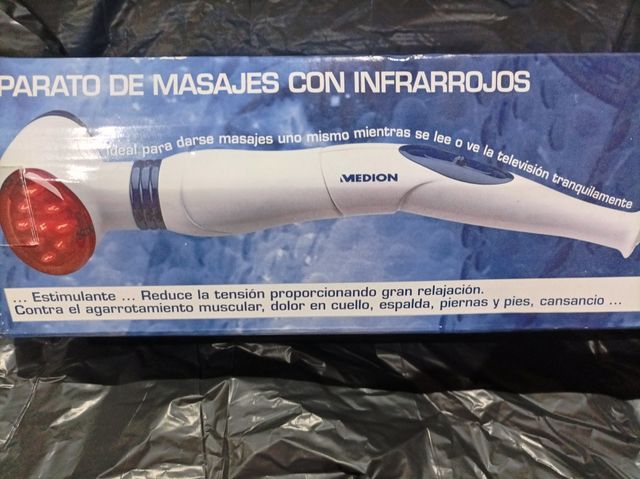 PARATO DE MASAJES CON INFRARROJOS
ideal para darse masajes uno mismo mientras se lee o ve la televisión tranquilamente
MEDION
... Estimulante ... Reduce la tensión proporcionando gran relajación.
Contra el agarrotamiento muscular, dolor en cuello, espalda, piernas y pies, cansancio ...